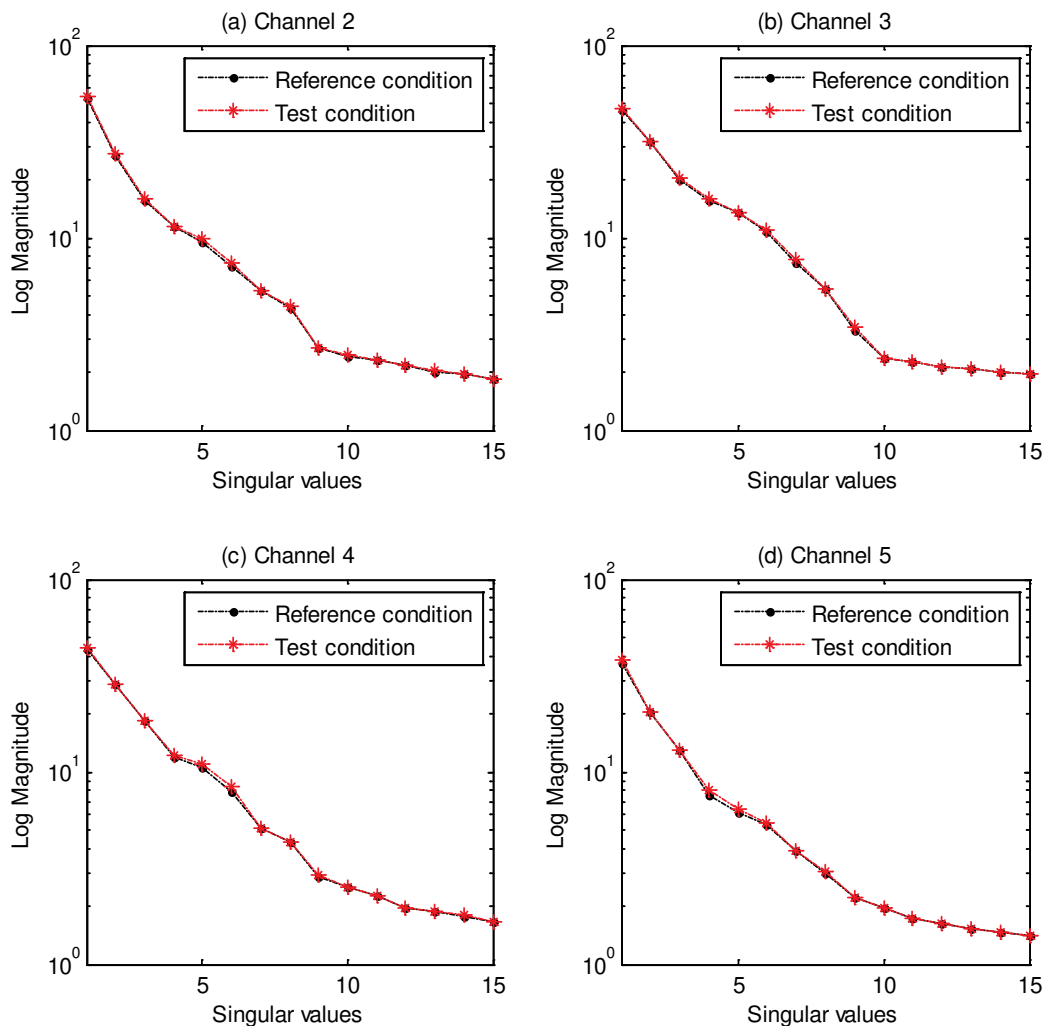 (a) Channel 2
10^2
10^1
10^0
Log Magnitude
Reference condition
Test condition
5
10
15
Singular values
(b) Channel 3
10^2
10^1
10^0
Log Magnitude
Reference condition
Test condition
5
10
15
Singular values
(c) Channel 4
10^2
10^1
10^0
Log Magnitude
Reference condition
Test condition
5
10
15
Singular values
(d) Channel 5
10^2
10^1
10^0
Log Magnitude
Reference condition
Test condition
5
10
15
Singular values